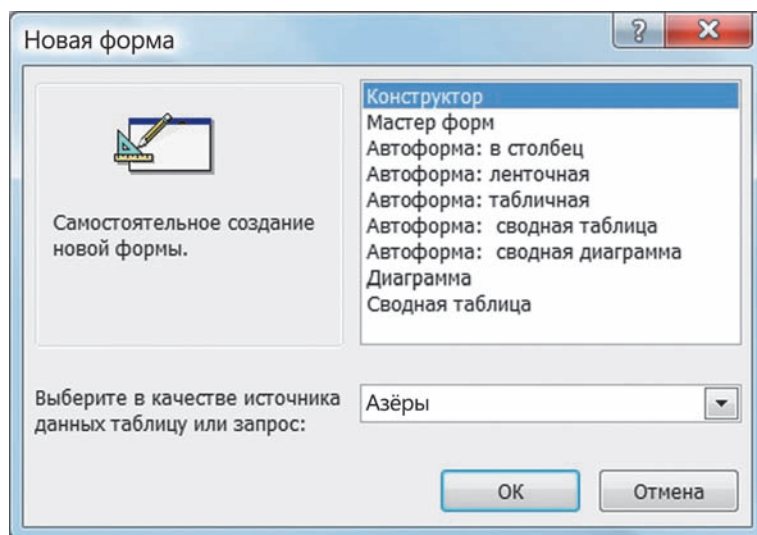 Новая форма
Конструктор
Мастер форм
Автоформа: в столбец
Автоформа: ленточная
Автоформа: табличная
Автоформа: сводная таблица
Автоформа: сводная диаграмма
Диаграмма
Сводная таблица
Самостоятельное создание
новой формы.
Выберите в качестве источника
данных таблицу или запрос:
Азёры
ОК
Отмена